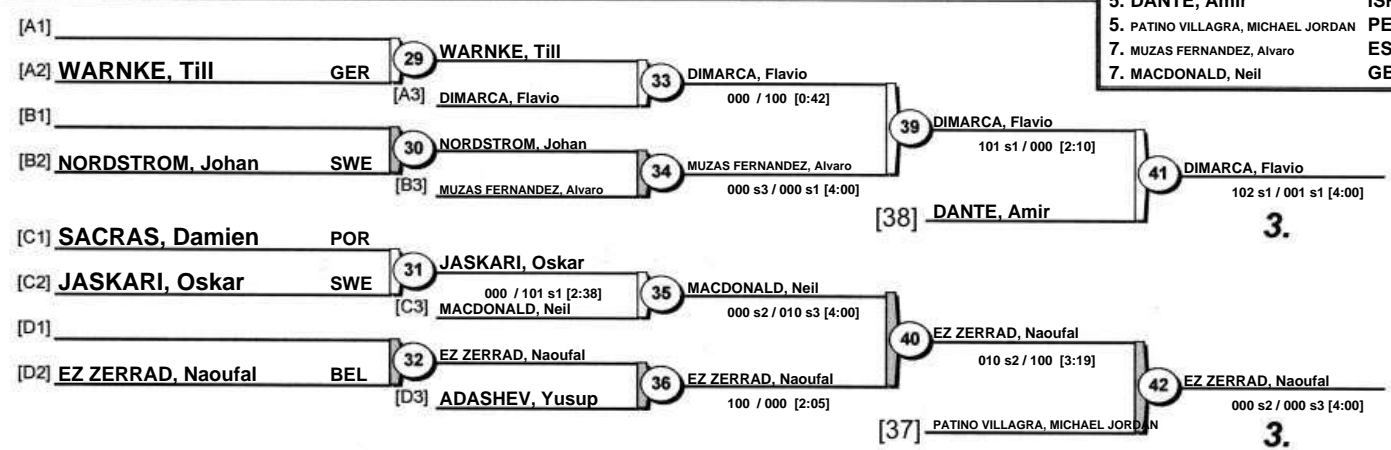 5. DANTE, Amir
5. PATINO VILLAGRA, MICHAEL JORDAN PE
7. MUZAS FERNANDEZ, Alvaro ES
7. MACDONALD, Neil GE
[A1]
[A2] WARNKE, Till GER
29
WARNKE, Till
[A3] DIMARCA, Flavio
33
DIMARCA, Flavio
000 / 100 [0:42]
[B1]
[B2] NORDSTROM, Johan SWE
30
NORDSTROM, Johan
[B3] MUZAS FERNANDEZ, Alvaro
34
MUZAS FERNANDEZ, Alvaro
000 s3 / 000 s1 [4:00]
39
DIMARCA, Flavio
101 s1 / 000 [2:10]
[38] DANTE, Amir
41
DIMARCA, Flavio
102 s1 / 001 s1 [4:00]
3.
[C1] SACRAS, Damien POR
[C2] JASKARI, Oskar SWE
31
JASKARI, Oskar
000 / 101 s1 [2:38]
[C3] MACDONALD, Neil
35
MACDONALD, Neil
000 s2 / 010 s3 [4:00]
[D1]
[D2] EZ ZERRAD, Naoufal BEL
32
EZ ZERRAD, Naoufal
[D3] ADASHEV, Yusup
36
EZ ZERRAD, Naoufal
100 / 000 [2:05]
40
EZ ZERRAD, Naoufal
010 s2 / 100 [3:19]
[37] PATINO VILLAGRA, MICHAEL JORDAN
42
EZ ZERRAD, Naoufal
000 s2 / 000 s3 [4:00]
3.